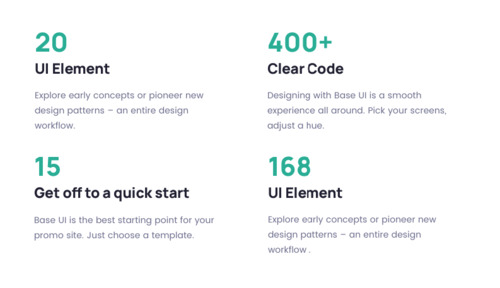 20
UI Element
Explore early concepts or pioneer new
design patterns – an entire design
workflow.
400+
Clear Code
Designing with Base UI is a smooth
experience all around. Pick your screens,
adjust a hue.
15
Get off to a quick start
Base UI is the best starting point for your
promo site. Just choose a template.
168
UI Element
Explore early concepts or pioneer new
design patterns – an entire design
workflow .